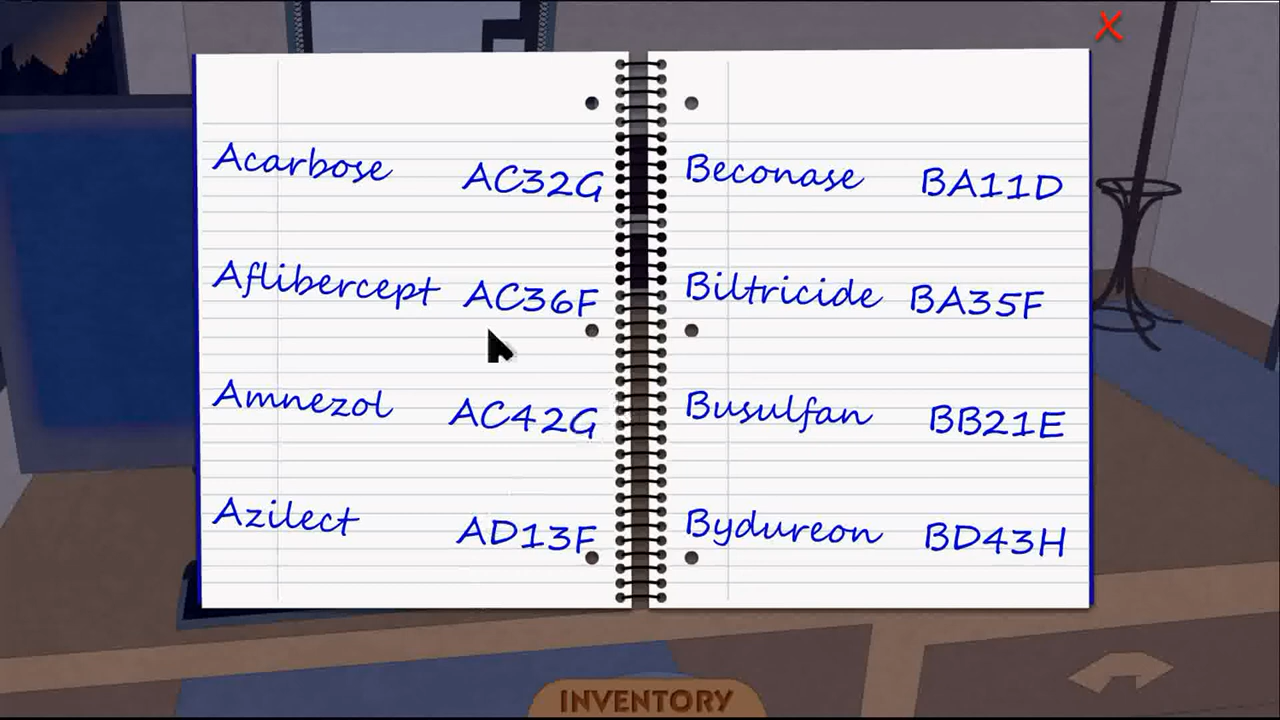 Acarbose AC32G
Aflibercept AC36F
Amnezol AC42G
Azilect AD13F
Beconase BA11D
Biltricide BA35F
Busulfan BB21E
Bydureon BD43H
INVENTORY